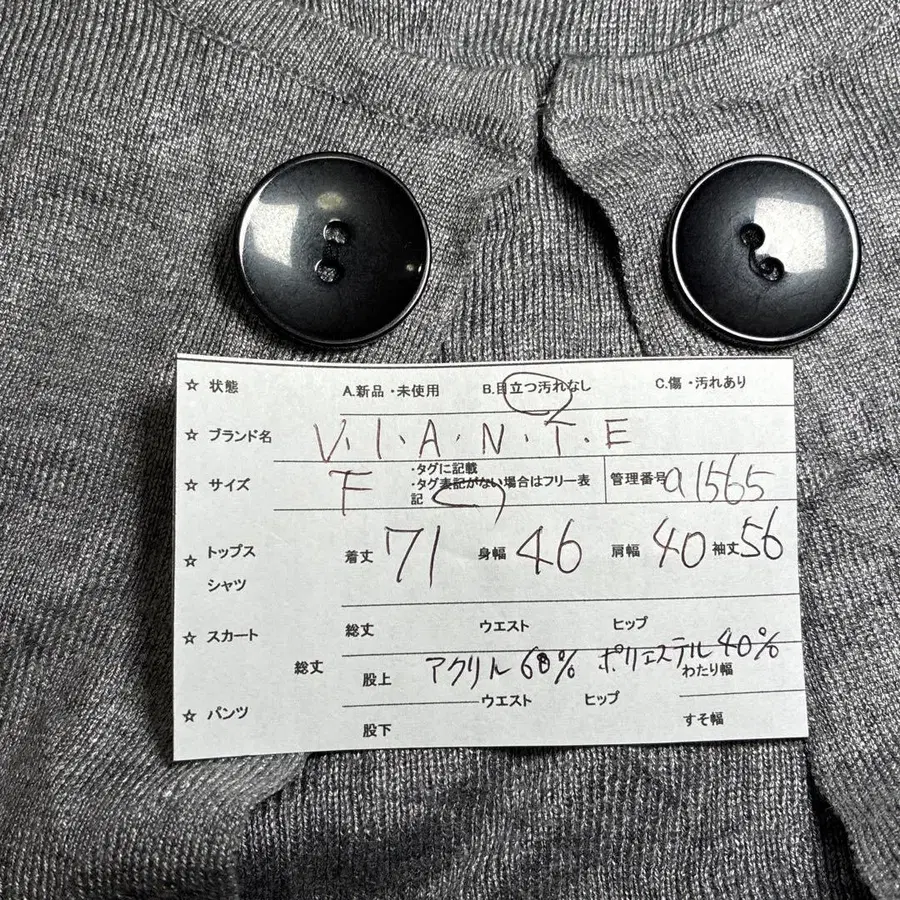 ☆ 状態 A.新品・未使用 B.目立つ汚れなし C.傷・汚れあり
☆ ブランド名 V.I.A.N.T.E
☆ サイズ F ・タグに記載
・タグ表記がない場合はフリー表
記
管理番号 a1565
☆ トップス
シャツ
着丈 71 身幅 46 肩幅 40 袖丈 56
☆ スカート 総丈 ウエスト ヒップ
総丈 股上 アクリル 60% ポリエステル 40%
わたり幅
☆ パンツ ウエスト ヒップ
股下 すそ幅